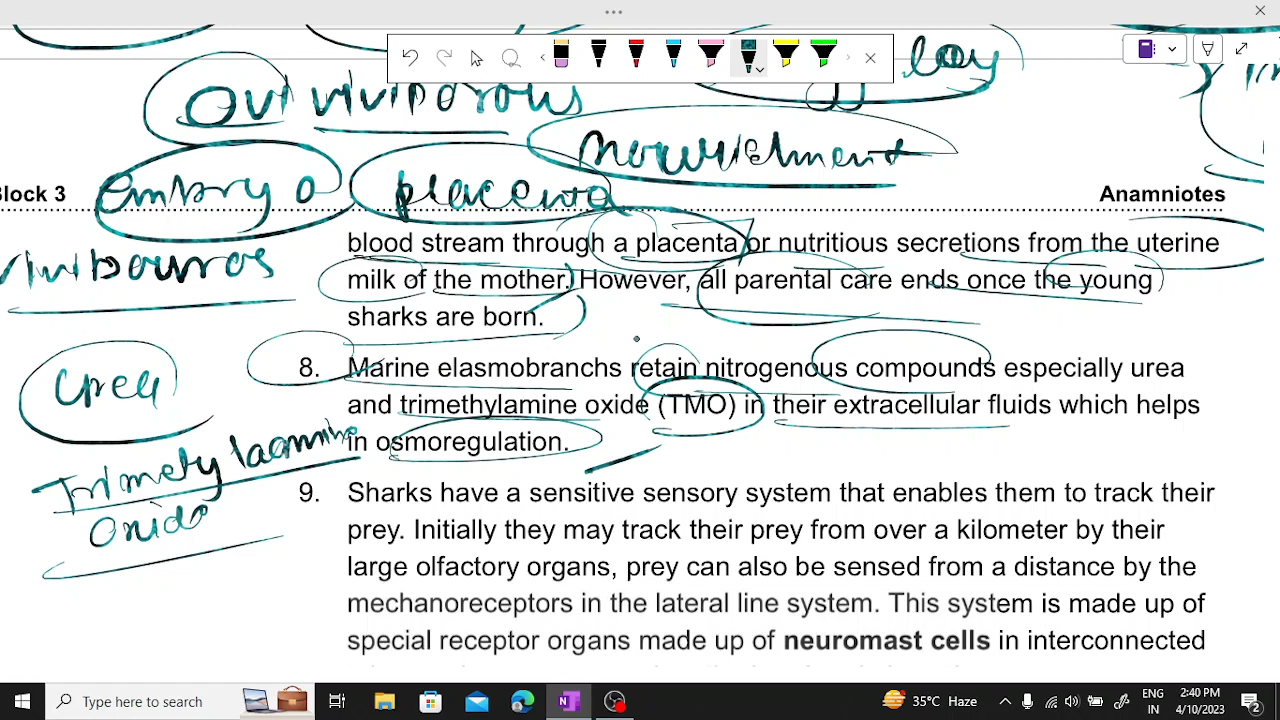 lay
Ovi viviporous
nourishment
embryo placenta
Block 3
Anamniotes
blood stream through a placenta or nutritious secretions from the uterine
vivibouros
milk of the mother.) However, all parental care ends once the young
sharks are born.
8. Marine elasmobranchs retain nitrogenous compounds especially urea
Urea
and trimethylamine oxide (TMO) in their extracellular fluids which helps
in osmoregulation.
Trimetylaamine
oxide
9. Sharks have a sensitive sensory system that enables them to track their
prey. Initially they may track their prey from over a kilometer by their
large olfactory organs, prey can also be sensed from a distance by the
mechanoreceptors in the lateral line system. This system is made up of
special receptor organs made up of neuromast cells in interconnected
Type here to search
35°C Haze
ENG
IN
2:40 PM
4/10/2023
2